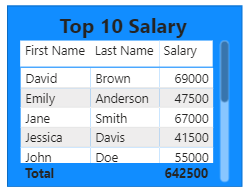 Top 10 Salary
First Name Last Name Salary
David Brown 69000
Emily Anderson 47500
Jane Smith 67000
Jessica Davis 41500
John Doe 55000
Total 642500